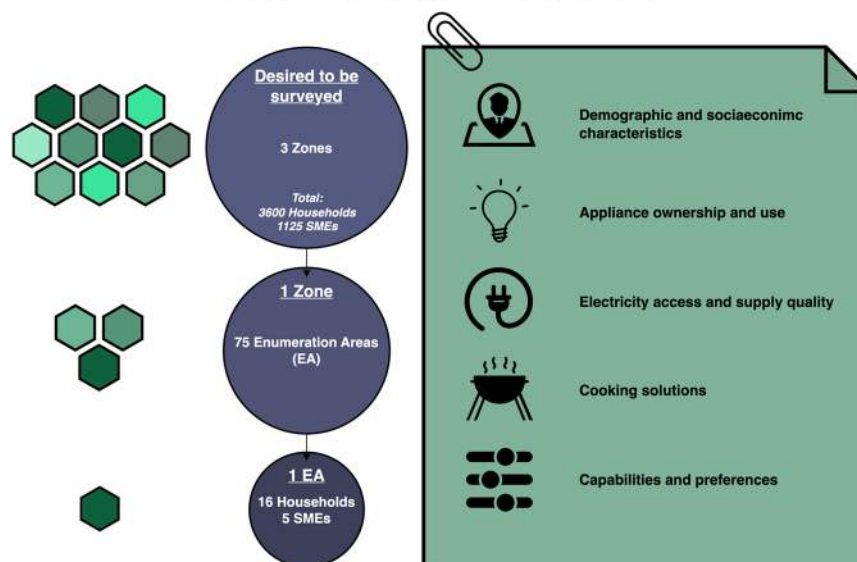 Desired to be
surveyed
3 Zones
Total:
3600 Households
1125 SMEs
1 Zone
75 Enumeration Areas
(EA)
1 EA
16 Households
5 SMEs
Demographic and sociaeconimc
characteristics
Appliance ownership and use
Electricity access and supply quality
Cooking solutions
Capabilities and preferences